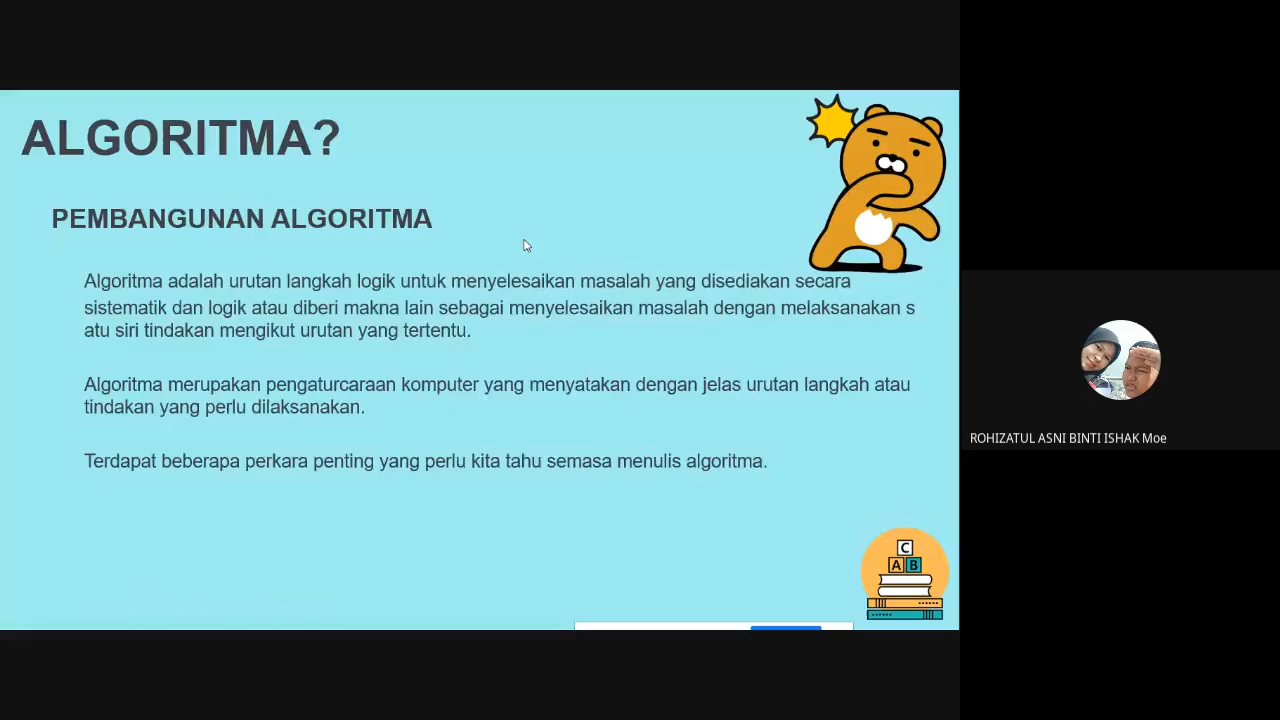 ALGORITMA?
PEMBANGUNAN ALGORITMA
Algoritma adalah urutan langkah logik untuk menyelesaikan masalah yang disediakan secara
sistematik dan logik atau diberi makna lain sebagai menyelesaikan masalah dengan melaksanakan s
atu siri tindakan mengikut urutan yang tertentu.
Algoritma merupakan pengaturcaraan komputer yang menyatakan dengan jelas urutan langkah atau
tindakan yang perlu dilaksanakan.
Terdapat beberapa perkara penting yang perlu kita tahu semasa menulis algoritma.
C
A B
ROHIZATUL ASNI BINTI ISHAK Moe